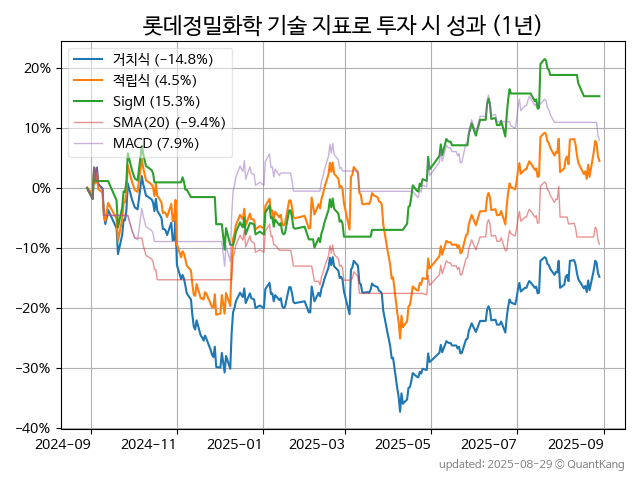 롯데정밀화학 기술 지표로 투자 시 성과 (1년)
거치식 (−14.8%)
적립식 (4.5%)
SigM (15.3%)
SMA(20) (−9.4%)
MACD (7.9%)
20%
10%
0%
−10%
−20%
−30%
−40%
2024-09 2024-11 2025-01 2025-03 2025-05 2025-07 2025-09
updated: 2025-08-29 © QuantKang